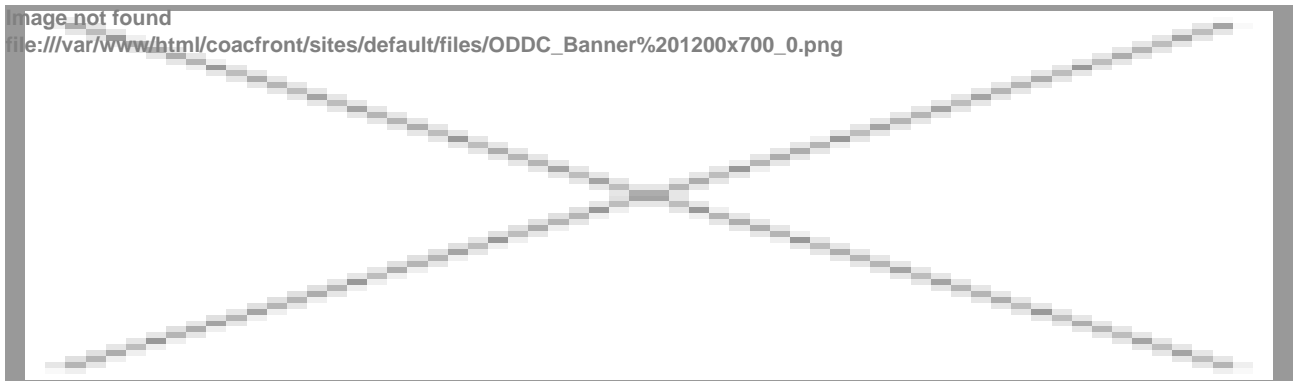 Image not found
file:///var/www/html/coacfront/sites/default/files/ODDC_Banner%201200x700_0.png